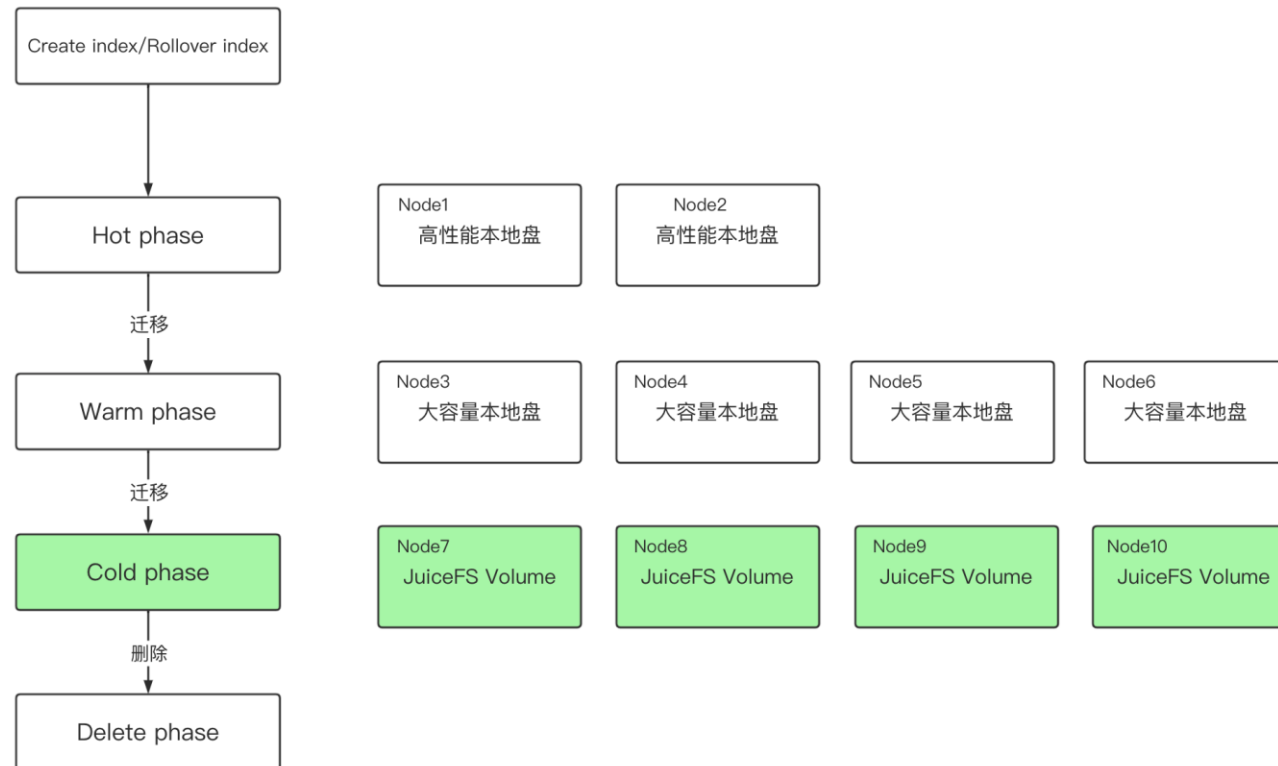 Create index/Rollover index
Hot phase
Node1
高性能本地盘
Node2
高性能本地盘
迁移
Warm phase
Node3
大容量本地盘
Node4
大容量本地盘
Node5
大容量本地盘
Node6
大容量本地盘
迁移
Cold phase
Node7
JuiceFS Volume
Node8
JuiceFS Volume
Node9
JuiceFS Volume
Node10
JuiceFS Volume
删除
Delete phase